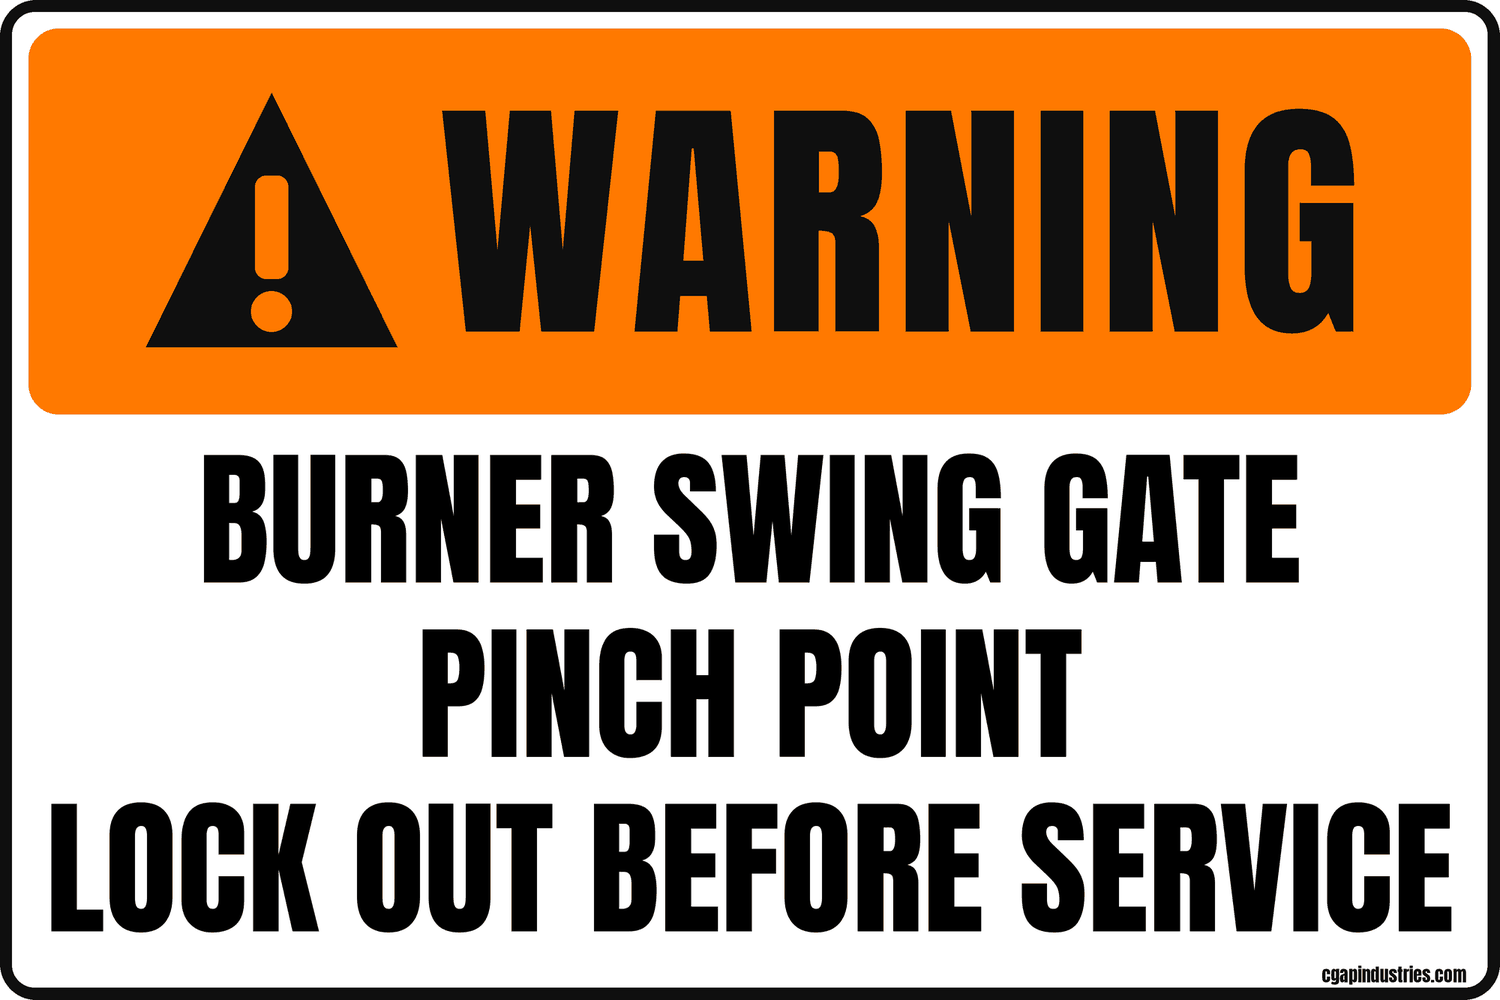 WARNING
BURNER SWING GATE
PINCH POINT
LOCK OUT BEFORE SERVICE
cgapindustries.com